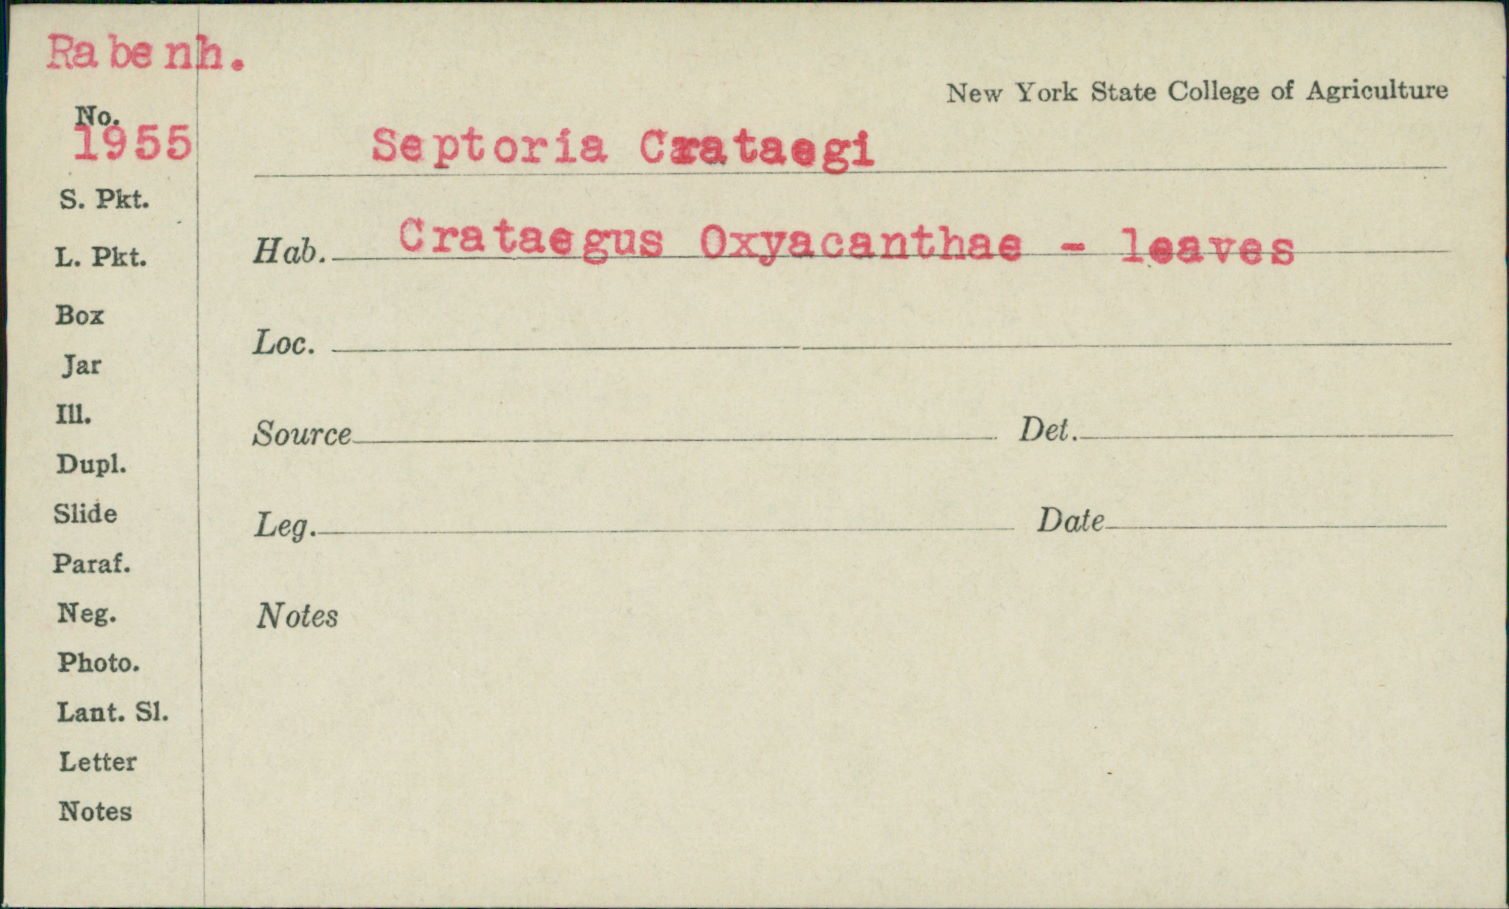 Rabenh.
New York State College of Agriculture
No.
1955
Septoria Crataegi
S. Pkt.
Hab. Crataegus Oxyacanthae - leaves
L. Pkt.
Box
Loc.
Jar
Ill.
Source Det.
Dupl.
Slide
Leg. Date
Paraf.
Neg.
Notes
Photo.
Lant. Sl.
Letter
Notes